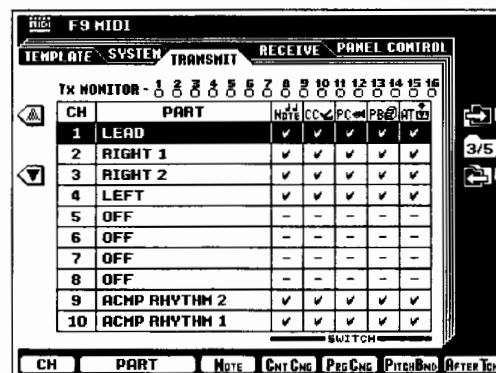 MIDI F9 MIDI
TEMPLATE SYSTEM TRANSMIT RECEIVE PANEL CONTROL
TX MONITOR - 1 2 3 4 5 6 7 8 9 10 11 12 13 14 15 16
CH PART NOTE CC PC PB AT
1 LEAD ✔ ✔ ✔ ✔ ✔
2 RIGHT 1 ✔ ✔ ✔ ✔ ✔
3 RIGHT 2 ✔ ✔ ✔ ✔ ✔
3/5
4 LEFT ✔ ✔ ✔ ✔ ✔
5 OFF – – – – –
6 OFF – – – – –
7 OFF – – – – –
8 OFF – – – – –
9 ACMP RHYTHM 2 ✔ ✔ ✔ ✔ ✔
10 ACMP RHYTHM 1 ✔ ✔ ✔ ✔ ✔
SWITCH
CH PART NOTE CNT CNG PRG CNG PITCHBND AFTER TCH